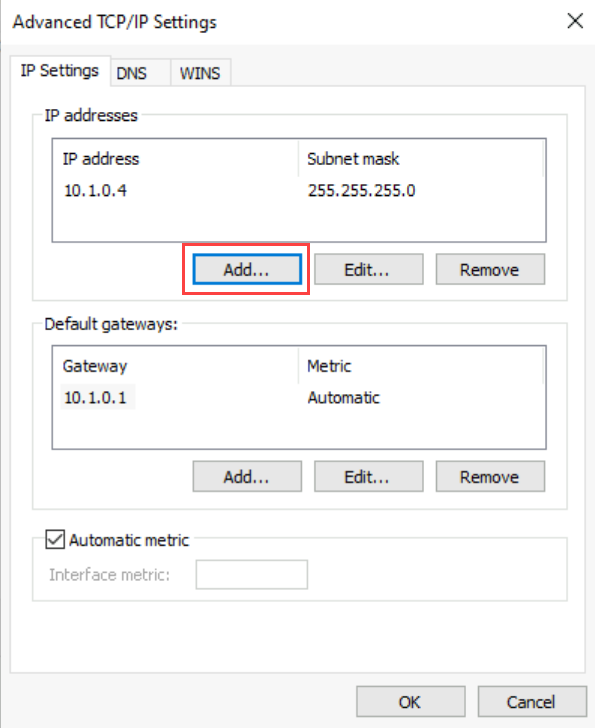 Advanced TCP/IP Settings
IP Settings DNS WINS
IP addresses
IP address Subnet mask
10.1.0.4 255.255.255.0
Add... Edit... Remove
Default gateways:
Gateway Metric
10.1.0.1 Automatic
Add... Edit... Remove
Automatic metric
Interface metric:
OK Cancel